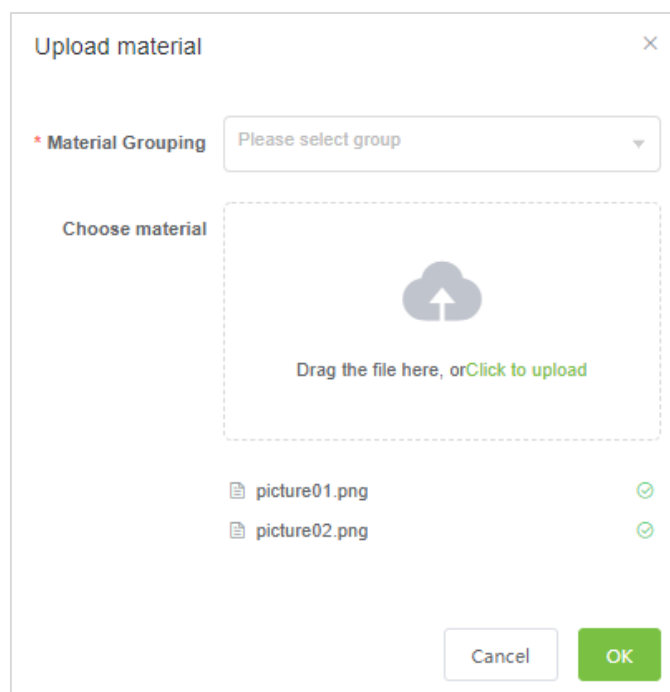 Upload material
* Material Grouping
Please select group
Choose material
Drag the file here, orClick to upload
picture01.png
picture02.png
Cancel
OK